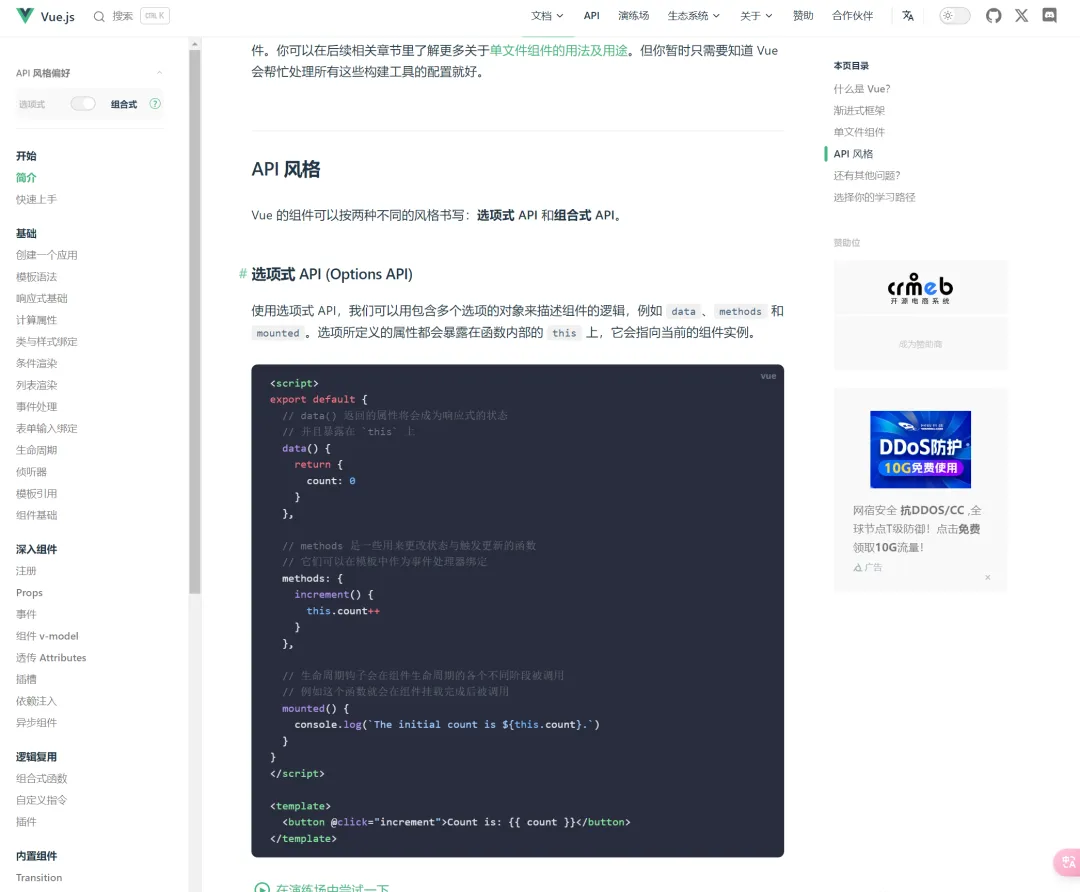 Vue.js
搜索
CTRL K
文档
API
演练场
生态系统
关于
赞助
合作伙伴
API 风格偏好
选项式
组合式
?
开始
简介
快速上手
基础
创建一个应用
模板语法
响应式基础
计算属性
类与样式绑定
条件渲染
列表渲染
事件处理
表单输入绑定
生命周期
侦听器
模板引用
组件基础
深入组件
注册
Props
事件
组件 v-model
透传 Attributes
插槽
依赖注入
异步组件
逻辑复用
组合式函数
自定义指令
插件
内置组件
Transition
件。你可以在后续相关章节里了解更多关于单文件组件的用法及用途。但你暂时只需要知道 Vue
会帮忙处理所有这些构建工具的配置就好。
API 风格
Vue 的组件可以按两种不同的风格书写：选项式 API 和组合式 API。
# 选项式 API (Options API)
使用选项式 API，我们可以用包含多个选项的对象来描述组件的逻辑，例如 data 、 methods 和
mounted 。选项所定义的属性都会暴露在函数内部的 this 上，它会指向当前的组件实例。
vue
<script>
export default {
  // data() 返回的属性将会成为响应式的状态
  // 并且暴露在 `this` 上
  data() {
    return {
      count: 0
    }
  },

  // methods 是一些用来更改状态与触发更新的函数
  // 它们可以在模板中作为事件处理器绑定
  methods: {
    increment() {
      this.count++
    }
  },

  // 生命周期钩子会在组件生命周期的各个不同阶段被调用
  // 例如这个函数就会在组件挂载完成后被调用
  mounted() {
    console.log(`The initial count is ${this.count}.`)
  }
}
</script>

<template>
  <button @click="increment">Count is: {{ count }}</button>
</template>
在演练场中尝试一下
本页目录
什么是 Vue?
渐进式框架
单文件组件
API 风格
还有其他问题?
选择你的学习路径
赞助位
crmeb
开源电商系统
成为赞助商
DDoS防护
10G免费使用
网宿安全 抗DDOS/CC ,全
球节点T级防御！点击免费
领取10G流量！
广告
×